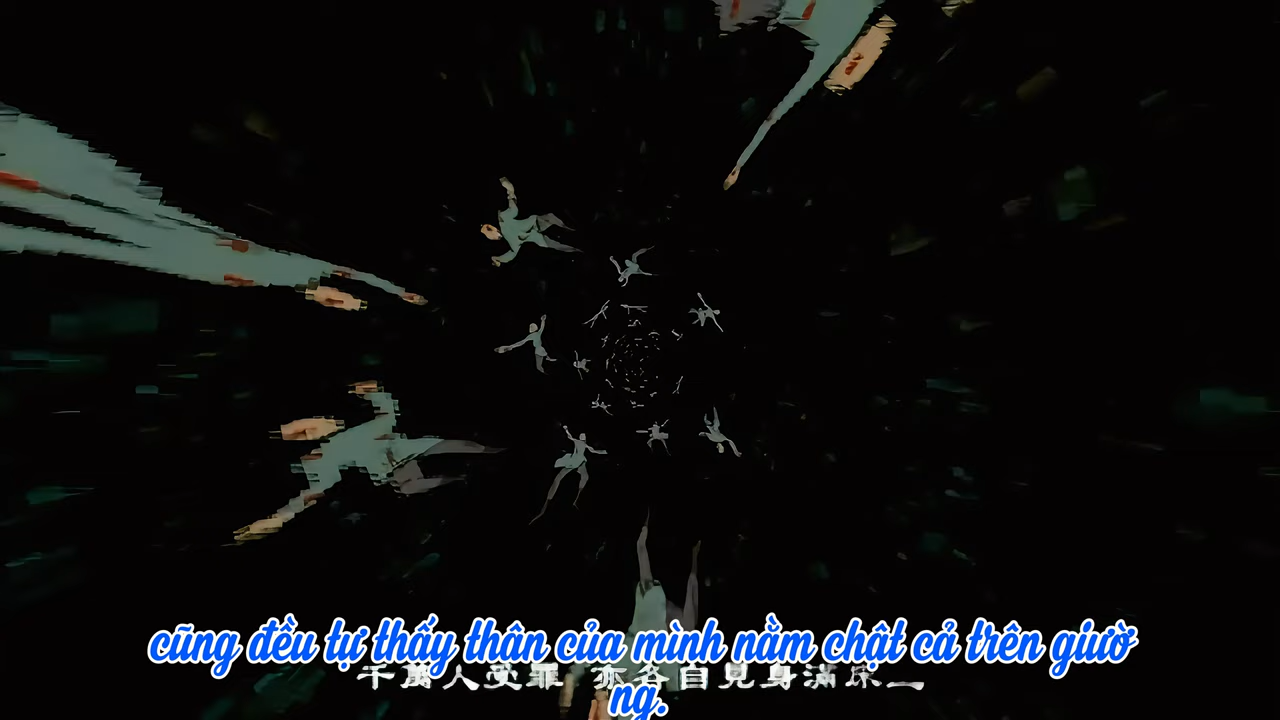 cũng đều tự thấy thân của mình nằm chật cả trên giườ
千萬人受罪 亦各自見身滿床上
ng.